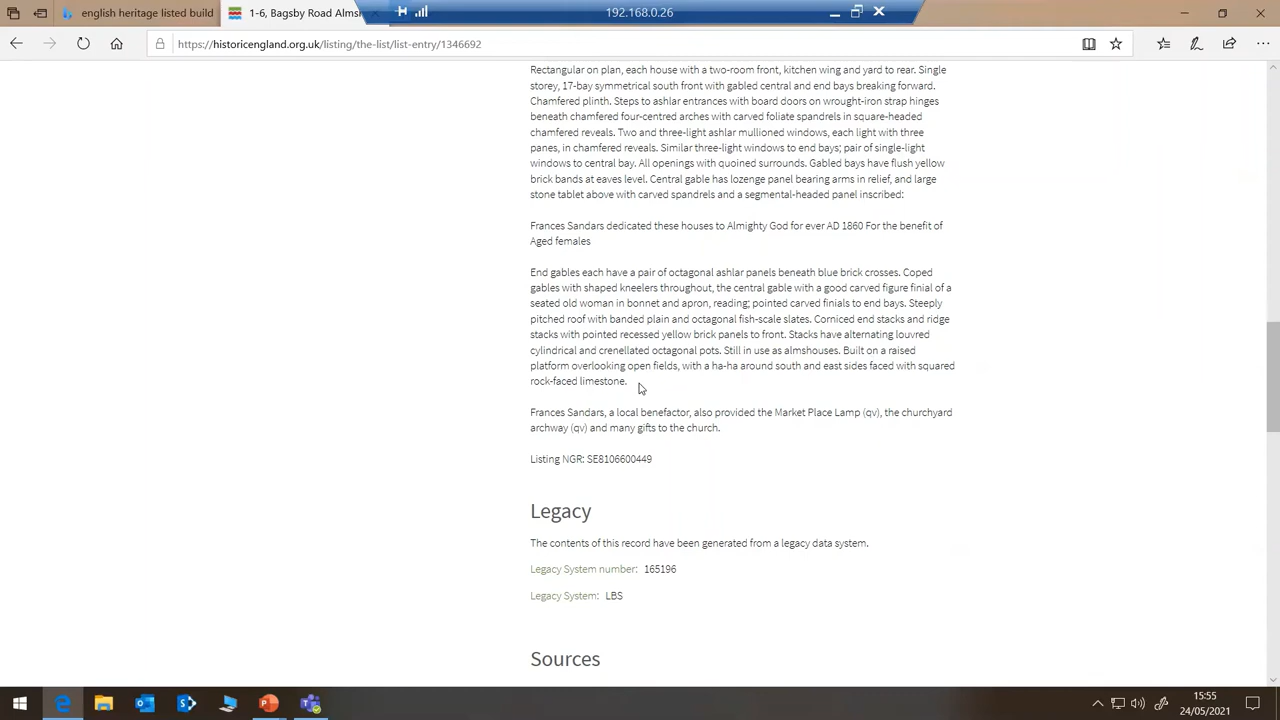 english heritage listed build
1-6, Bagsby Road Almsh
192.168.0.26
https://historicengland.org.uk/listing/the-list/list-entry/1346692
Rectangular on plan, each house with a two-room front, kitchen wing and yard to rear. Single
storey, 17-bay symmetrical south front with gabled central and end bays breaking forward.
Chamfered plinth. Steps to ashlar entrances with board doors on wrought-iron strap hinges
beneath chamfered four-centred arches with carved foliate spandrels in square-headed
chamfered reveals. Two and three-light ashlar mullioned windows, each light with three
panes, in chamfered reveals. Similar three-light windows to end bays; pair of single-light
windows to central bay. All openings with quoined surrounds. Gabled bays have flush yellow
brick bands at eaves level. Central gable has lozenge panel bearing arms in relief, and large
stone tablet above with carved spandrels and a segmental-headed panel inscribed:
Frances Sandars dedicated these houses to Almighty God for ever AD 1860 For the benefit of
Aged females
End gables each have a pair of octagonal ashlar panels beneath blue brick crosses. Coped
gables with shaped kneelers throughout, the central gable with a good carved figure finial of a
seated old woman in bonnet and apron, reading; pointed carved finials to end bays. Steeply
pitched roof with banded plain and octagonal fish-scale slates. Corniced end stacks and ridge
stacks with pointed recessed yellow brick panels to front. Stacks have alternating louvred
cylindrical and crenellated octagonal pots. Still in use as almshouses. Built on a raised
platform overlooking open fields, with a ha-ha around south and east sides faced with squared
rock-faced limestone.
Frances Sandars, a local benefactor, also provided the Market Place Lamp (qv), the churchyard
archway (qv) and many gifts to the church.
Listing NGR: SE8106600449
Legacy
The contents of this record have been generated from a legacy data system.
Legacy System number: 165196
Legacy System: LBS
Sources
15:55
24/05/2021